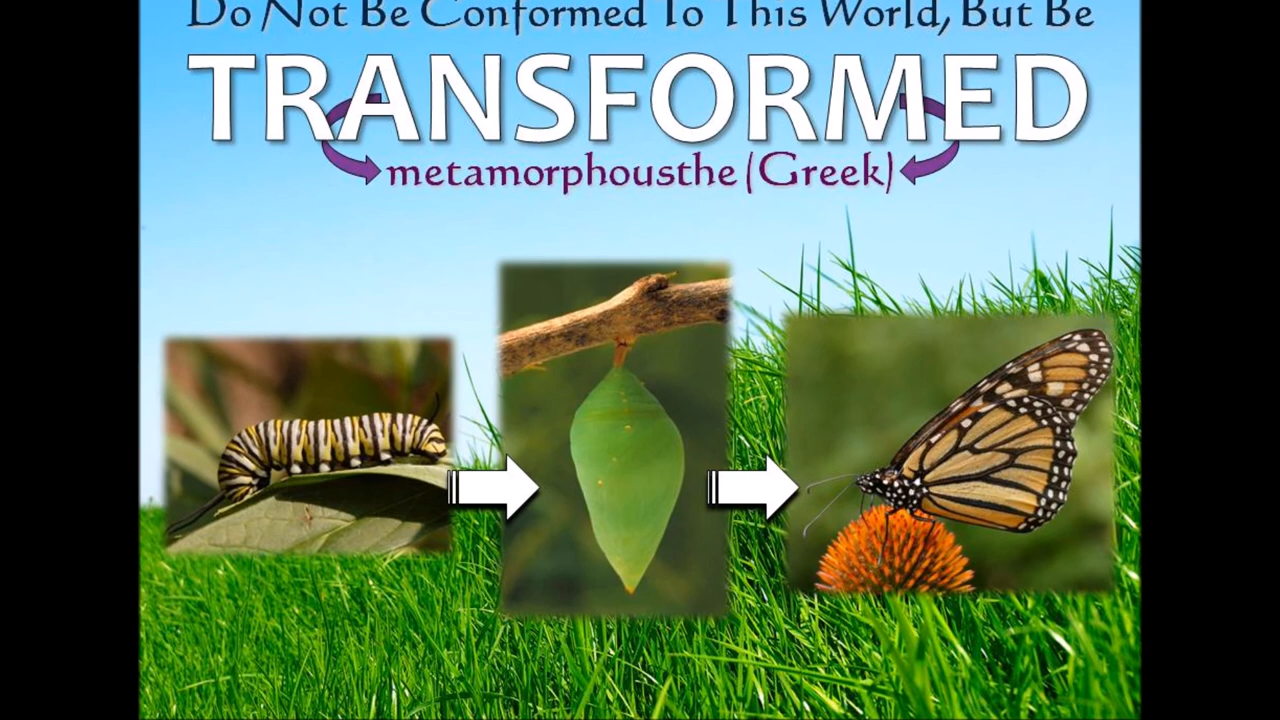 Do Not Be Conformed To This World, But Be
TRANSFORMED
metamorphousthe (Greek)